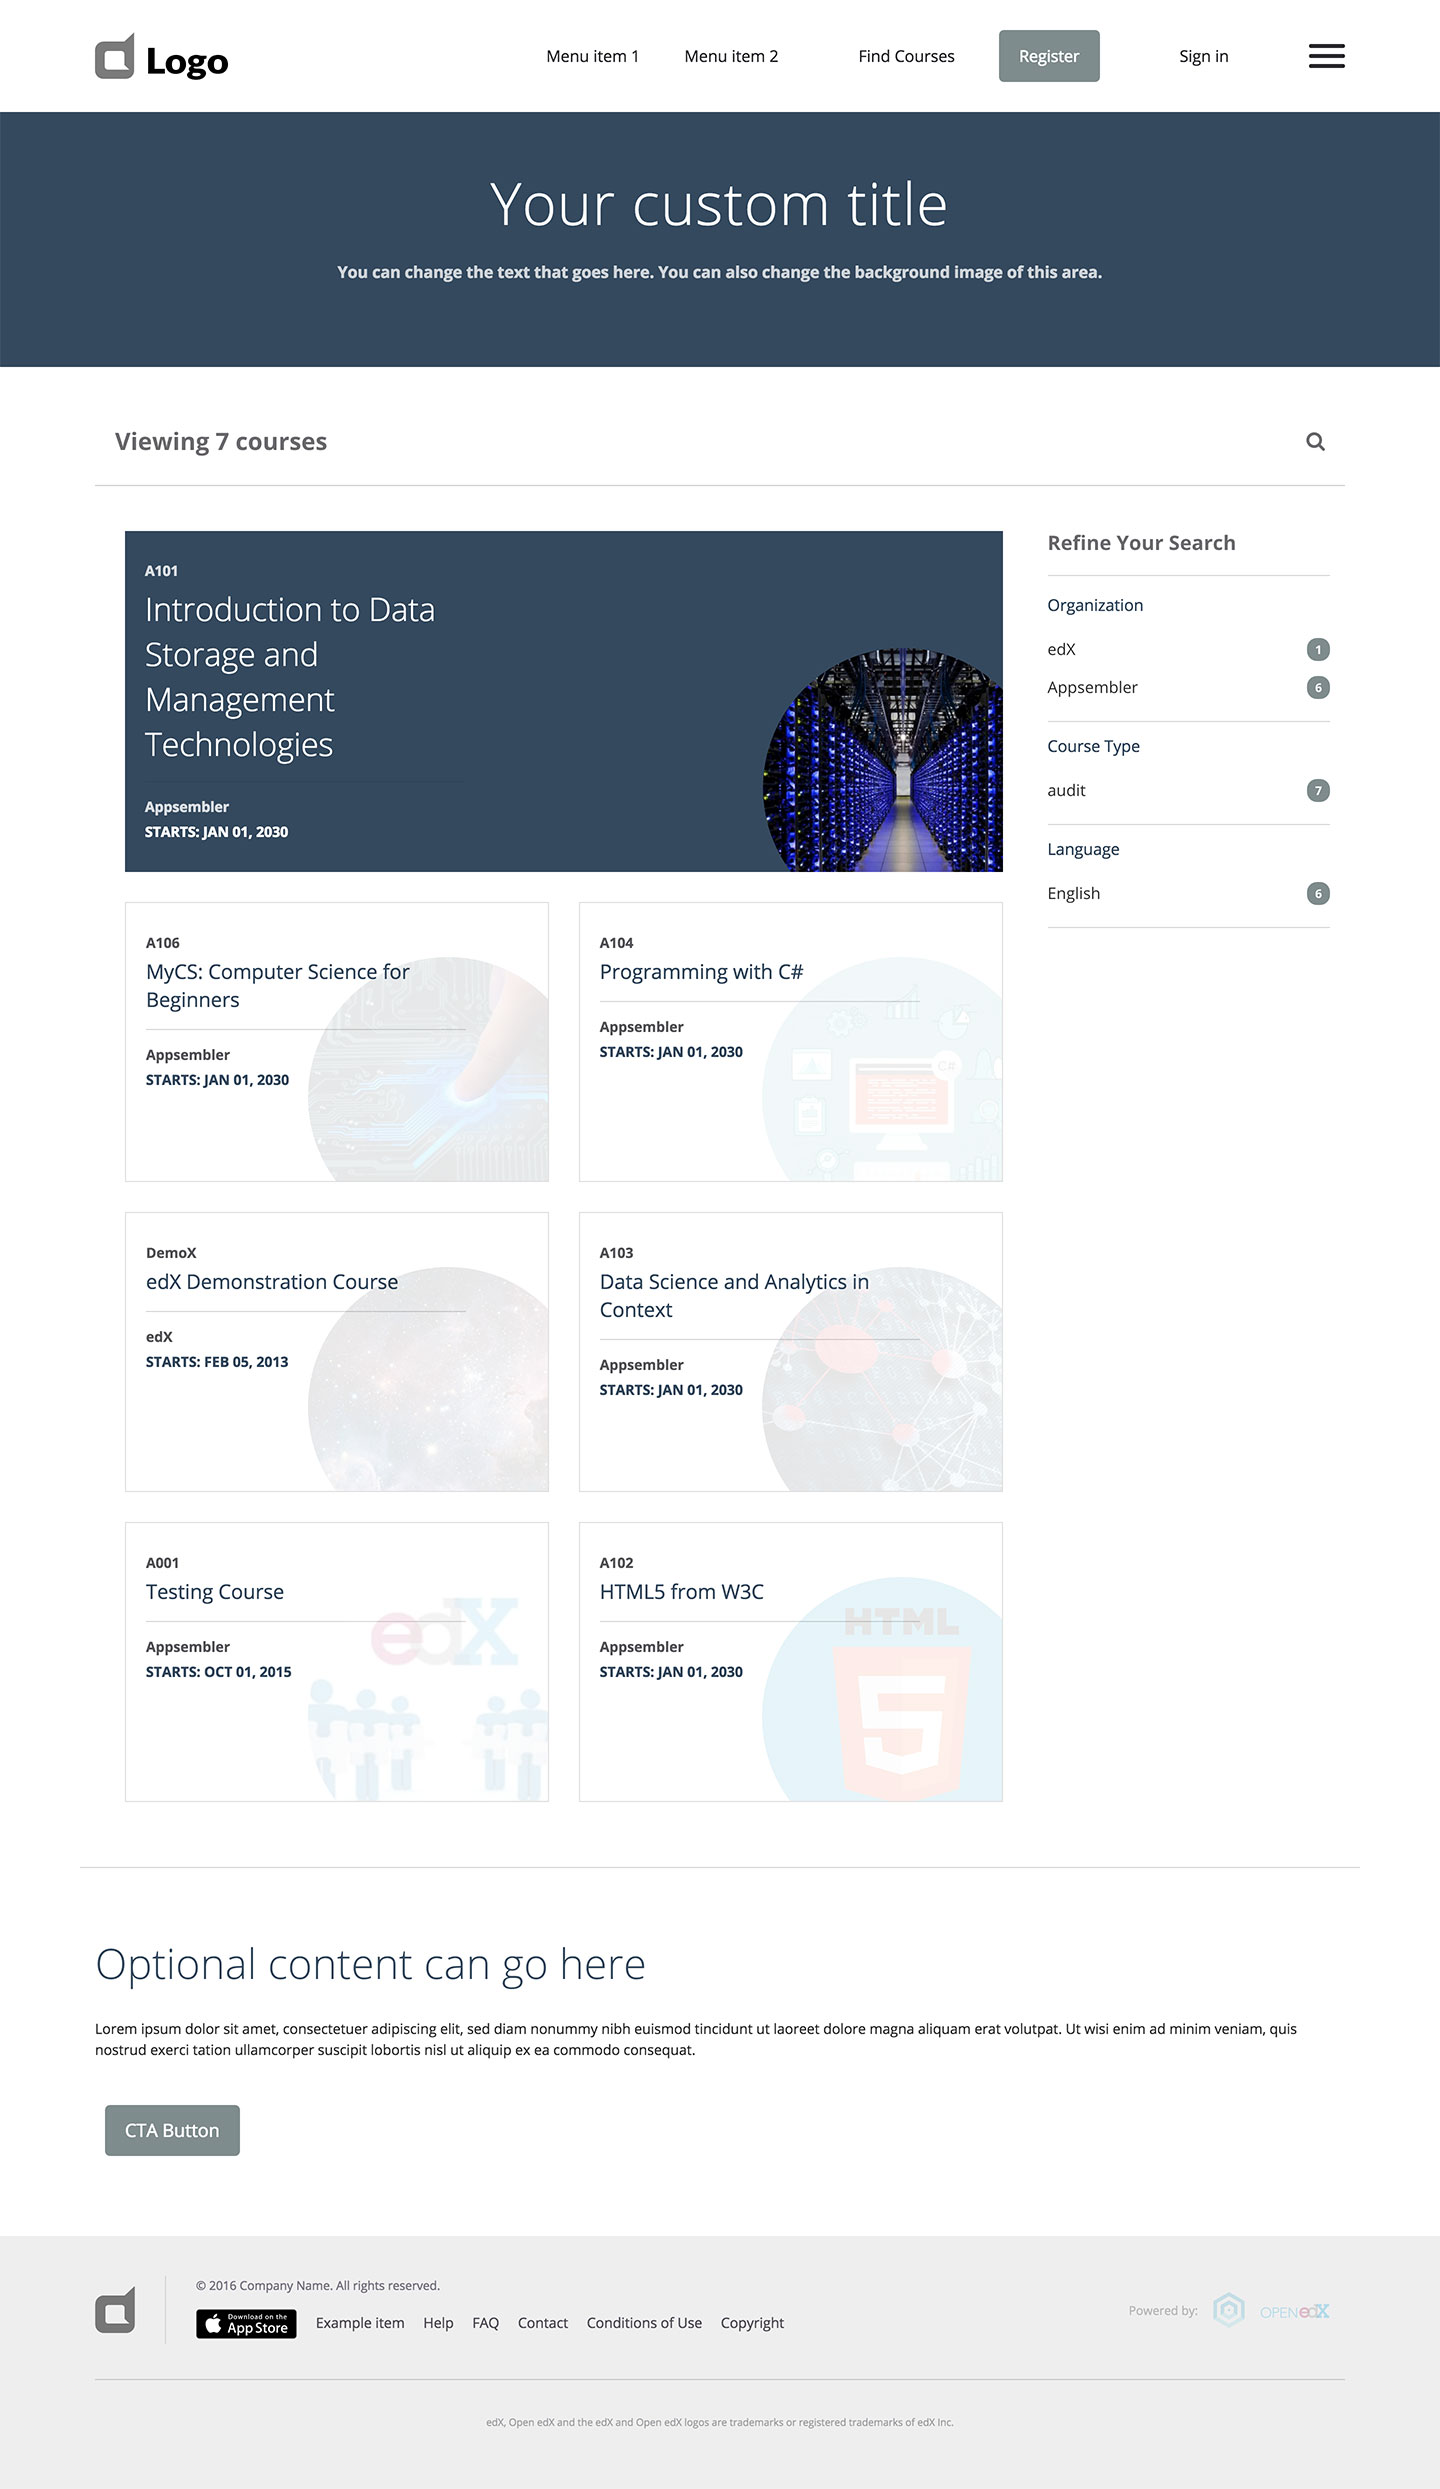 Logo
Menu item 1
Menu item 2
Find Courses
Register
Sign in
Your custom title
You can change the text that goes here. You can also change the background image of this area.
Viewing 7 courses
A101
Introduction to Data
Storage and
Management
Technologies
Appsembler
STARTS: JAN 01, 2030
Refine Your Search
Organization
edX 1
Appsembler 6
Course Type
audit 7
Language
English 6
A106
MyCS: Computer Science for
Beginners
Appsembler
STARTS: JAN 01, 2030
A104
Programming with C#
Appsembler
STARTS: JAN 01, 2030
C#
DemoX
edX Demonstration Course
edX
STARTS: FEB 05, 2013
A103
Data Science and Analytics in
Context
Appsembler
STARTS: JAN 01, 2030
A001
Testing Course
Appsembler
STARTS: OCT 01, 2015
edX
A102
HTML5 from W3C
Appsembler
STARTS: JAN 01, 2030
HTML
5
Optional content can go here
Lorem ipsum dolor sit amet, consectetuer adipiscing elit, sed diam nonummy nibh euismod tincidunt ut laoreet dolore magna aliquam erat volutpat. Ut wisi enim ad minim veniam, quis
nostrud exerci tation ullamcorper suscipit lobortis nisl ut aliquip ex ea commodo consequat.
CTA Button
© 2016 Company Name. All rights reserved.
Download on the
App Store
Example item
Help
FAQ
Contact
Conditions of Use
Copyright
Powered by:
OPEN edX
edX, Open edX and the edX and Open edX logos are trademarks or registered trademarks of edX Inc.